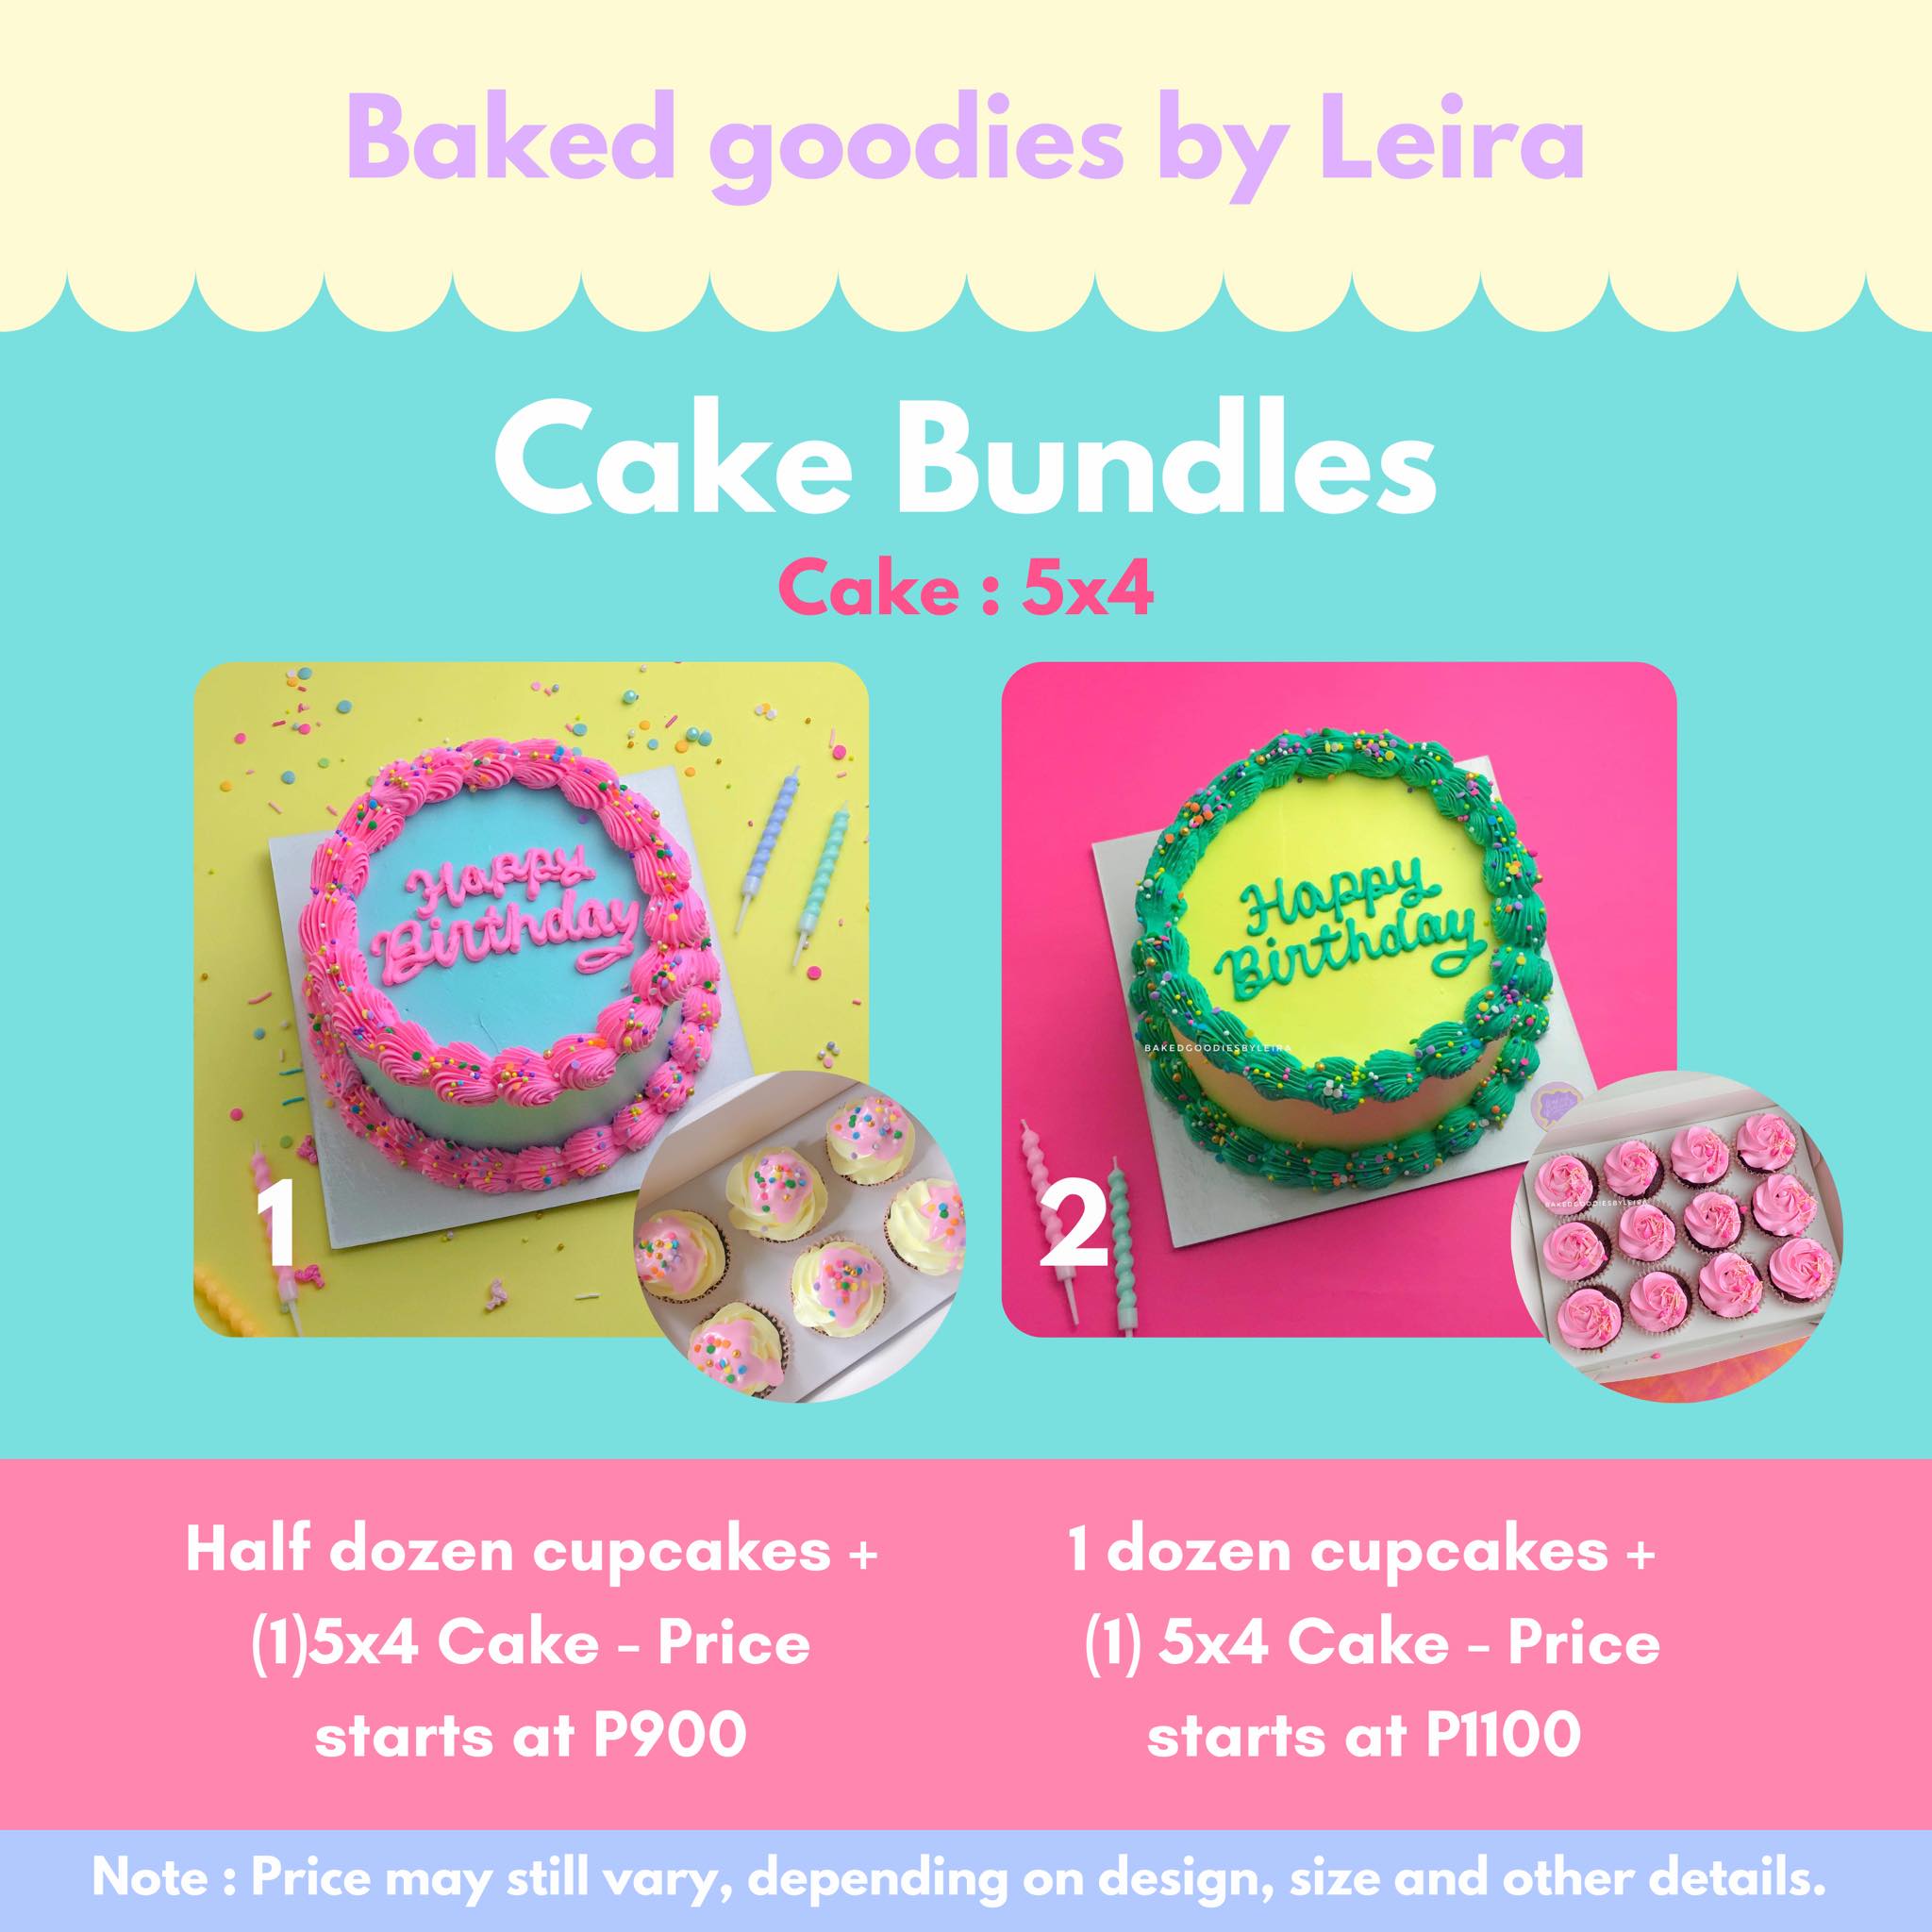 Baked goodies by Leira
Cake Bundles
Cake : 5x4
Happy
Birthday
1
Happy
Birthday
BAKEDGOODIESBYLEIRA
2
BAKEDGOODIESBYLEIRA
Half dozen cupcakes +
(1)5x4 Cake - Price
starts at P900
1 dozen cupcakes +
(1) 5x4 Cake - Price
starts at P1100
Note : Price may still vary, depending on design, size and other details.